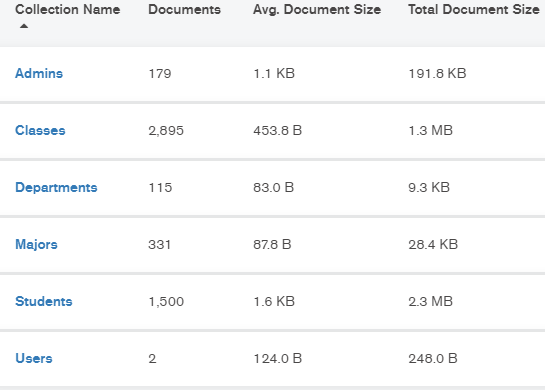 Collection Name Documents Avg. Document Size Total Document Size
Admins 179 1.1 KB 191.8 KB
Classes 2,895 453.8 B 1.3 MB
Departments 115 83.0 B 9.3 KB
Majors 331 87.8 B 28.4 KB
Students 1,500 1.6 KB 2.3 MB
Users 2 124.0 B 248.0 B